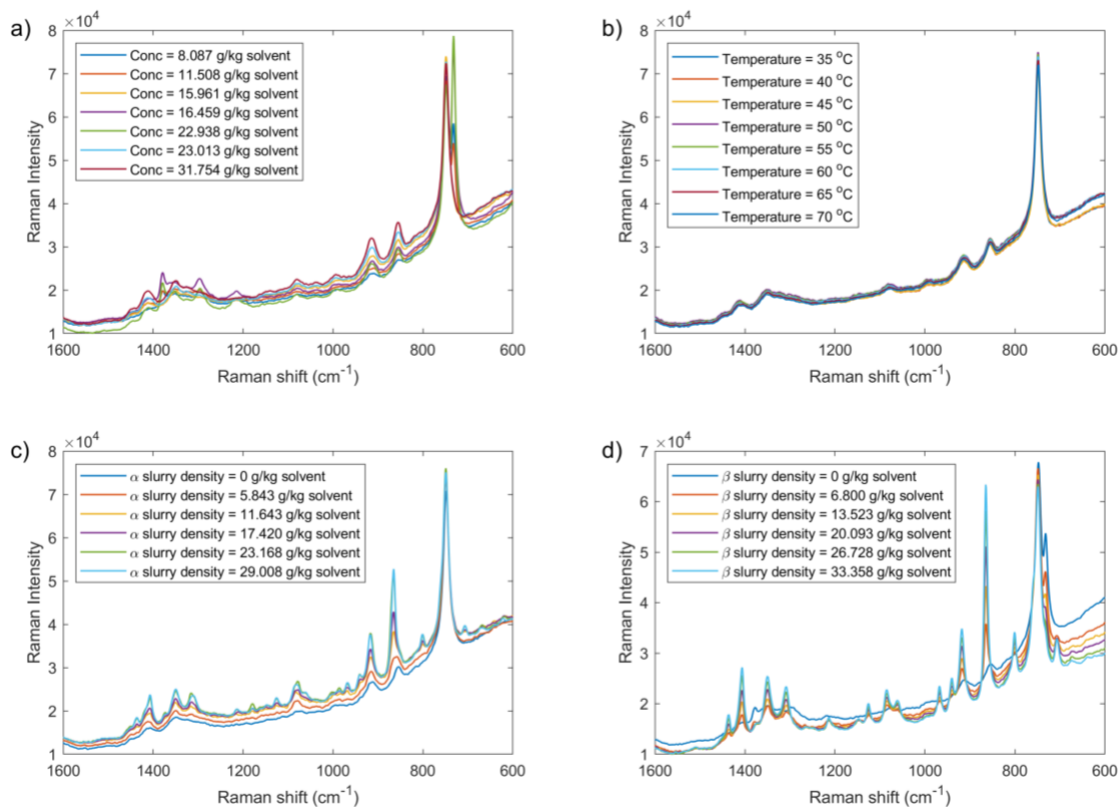 a)
×10⁴
Conc = 8.087 g/kg solvent
Conc = 11.508 g/kg solvent
Conc = 15.961 g/kg solvent
Conc = 16.459 g/kg solvent
Conc = 22.938 g/kg solvent
Conc = 23.013 g/kg solvent
Conc = 31.754 g/kg solvent
Raman Intensity
8
7
6
5
4
3
2
1
1600 1400 1200 1000 800 600
Raman shift (cm⁻¹)
b)
×10⁴
Temperature = 35 °C
Temperature = 40 °C
Temperature = 45 °C
Temperature = 50 °C
Temperature = 55 °C
Temperature = 60 °C
Temperature = 65 °C
Temperature = 70 °C
Raman Intensity
8
7
6
5
4
3
2
1
1600 1400 1200 1000 800 600
Raman shift (cm⁻¹)
c)
×10⁴
α slurry density = 0 g/kg solvent
α slurry density = 5.843 g/kg solvent
α slurry density = 11.643 g/kg solvent
α slurry density = 17.420 g/kg solvent
α slurry density = 23.168 g/kg solvent
α slurry density = 29.008 g/kg solvent
Raman Intensity
8
7
6
5
4
3
2
1
1600 1400 1200 1000 800 600
Raman shift (cm⁻¹)
d)
×10⁴
β slurry density = 0 g/kg solvent
β slurry density = 6.800 g/kg solvent
β slurry density = 13.523 g/kg solvent
β slurry density = 20.093 g/kg solvent
β slurry density = 26.728 g/kg solvent
β slurry density = 33.358 g/kg solvent
Raman Intensity
7
6
5
4
3
2
1
1600 1400 1200 1000 800 600
Raman shift (cm⁻¹)